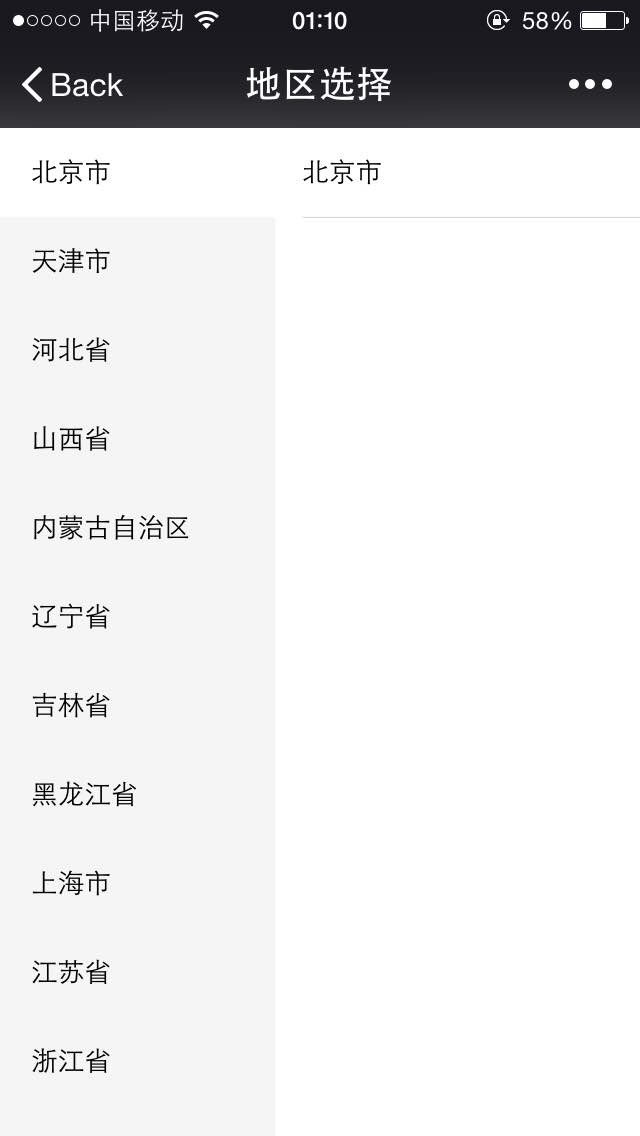 中国移动 01:10 58%
Back 地区选择
北京市 北京市
天津市
河北省
山西省
内蒙古自治区
辽宁省
吉林省
黑龙江省
上海市
江苏省
浙江省